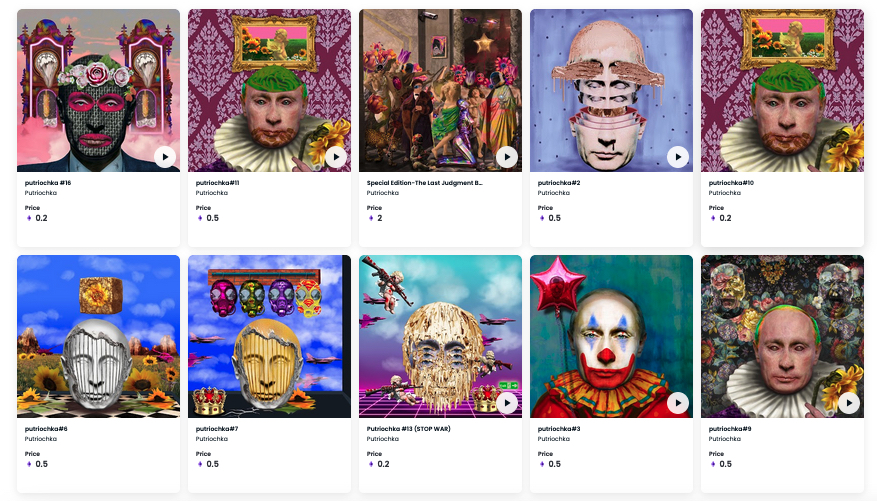 putriochka #16
Putriochka
Price
0.2
putriochka#11
Putriochka
Price
0.5
Special Edition-The Last Judgment B...
Putriochka
Price
2
putriochka#2
Putriochka
Price
0.5
putriochka#10
Putriochka
Price
0.2
putriochka#6
Putriochka
Price
0.5
putriochka#7
Putriochka
Price
0.5
Putriochka #13 (STOP WAR)
Putriochka
Price
0.2
putriochka#3
Putriochka
Price
0.5
putriochka#9
Putriochka
Price
0.5